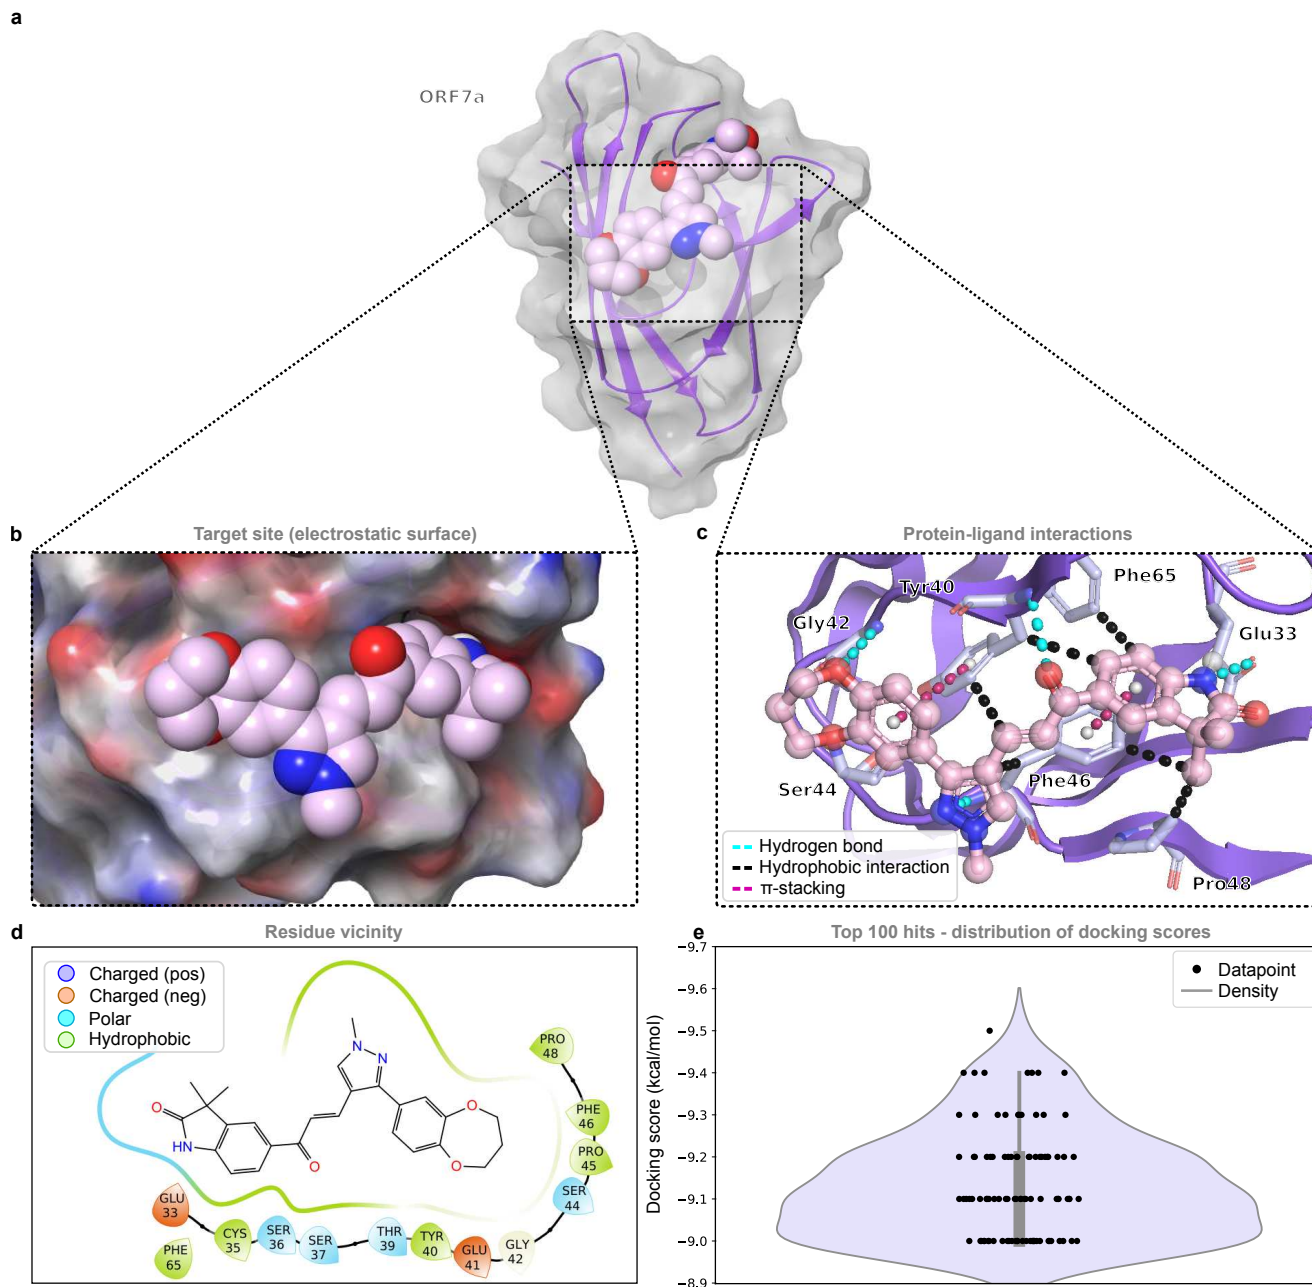 a
ORF7a
b
Target site (electrostatic surface)
c
Protein-ligand interactions
Phe65
Tyr40
Gly42
Glu33
Ser44
Phe46
Pro48
Hydrogen bond
Hydrophobic interaction
π-stacking
d
Residue vicinity
Charged (pos)
Charged (neg)
Polar
Hydrophobic
N
N
O
HN
O
O
O
PRO
48
PHE
46
PRO
45
SER
44
GLY
42
GLU
41
TYR
40
THR
39
SER
37
SER
36
CYS
35
GLU
33
PHE
65
e
Top 100 hits - distribution of docking scores
Docking score (kcal/mol)
−9.7
−9.6
−9.5
−9.4
−9.3
−9.2
−9.1
−9.0
−8.9
Datapoint
Density